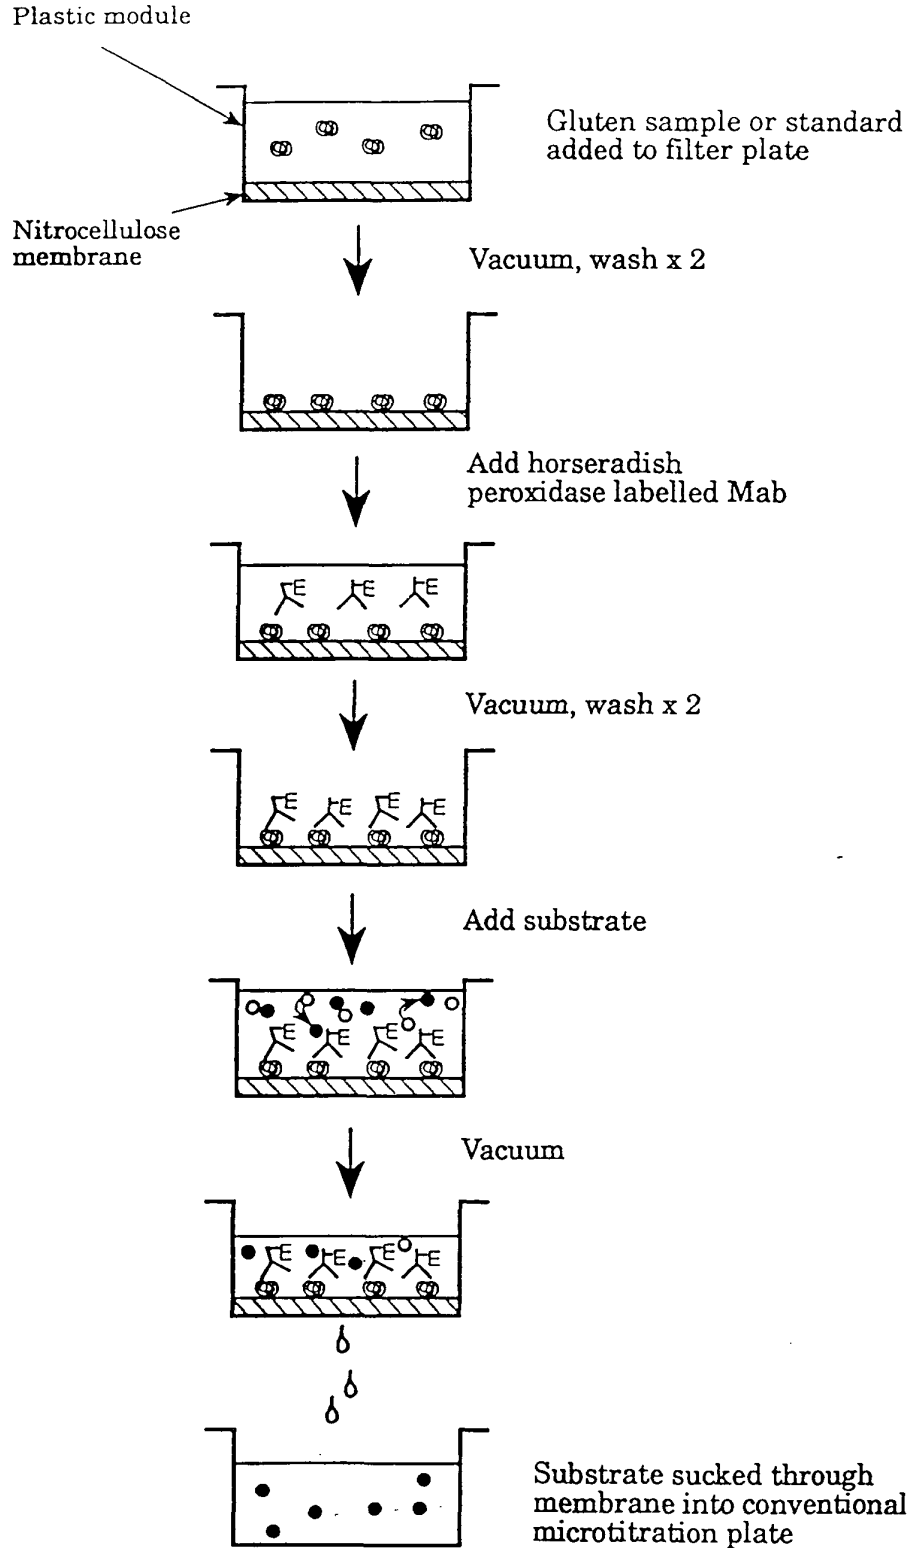 Plastic module
Gluten sample or standard
added to filter plate
Nitrocellulose
membrane
Vacuum, wash x 2
Add horseradish
peroxidase labelled Mab
E E E
Vacuum, wash x 2
E E E E
Add substrate
E E E E
Vacuum
E E E E
Substrate sucked through
membrane into conventional
microtitration plate